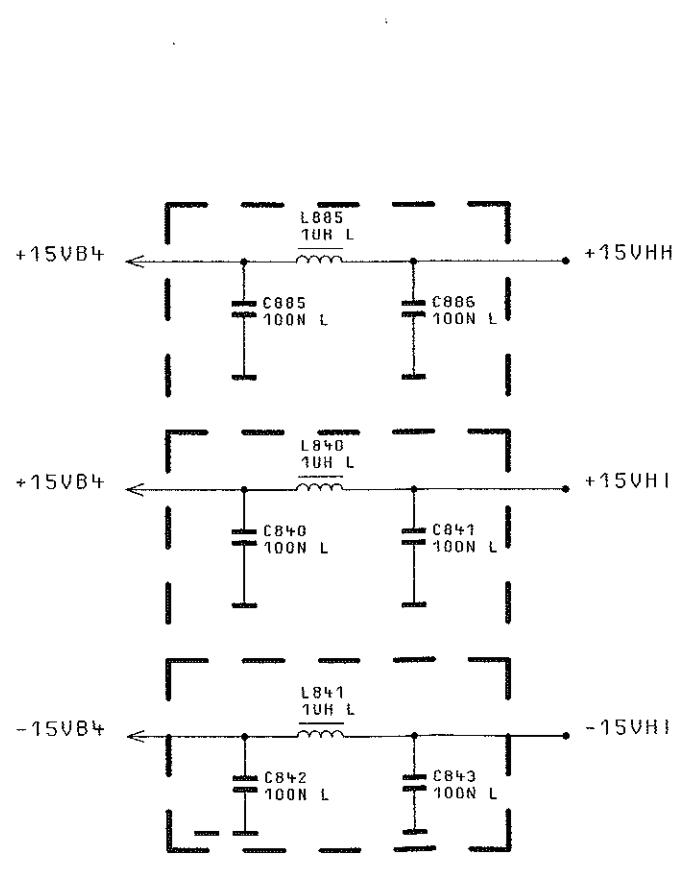 L885
1UH L
+15VB4
+15VHH
C885
100N L
C886
100N L
L840
1UH L
+15VB4
+15VHI
C840
100N L
C841
100N L
L841
1UH L
-15VB4
-15VHI
C842
100N L
C843
100N L